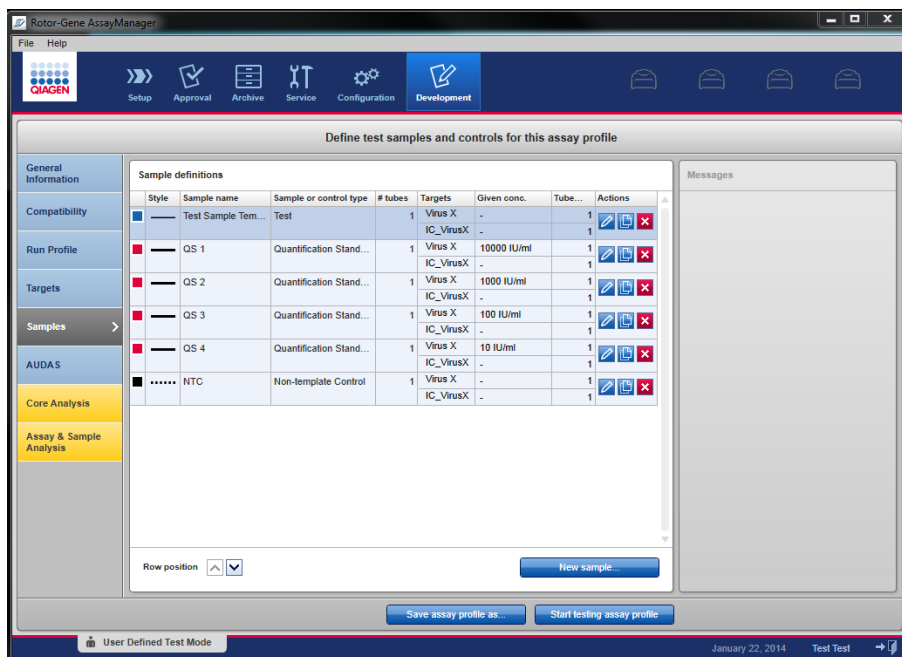 Rotor-Gene AssayManager
File Help
QIAGEN
Setup Approval Archive Service Configuration Development
Define test samples and controls for this assay profile
General
Information
Compatibility
Run Profile
Targets
Samples
AUDAS
Core Analysis
Assay & Sample
Analysis
Sample definitions
Style Sample name Sample or control type # tubes Targets Given conc. Tube... Actions
Test Sample Tem... Test 1 Virus X - 1
IC_VirusX - 1
QS 1 Quantification Stand... 1 Virus X 10000 IU/ml 1
IC_VirusX - 1
QS 2 Quantification Stand... 1 Virus X 1000 IU/ml 1
IC_VirusX - 1
QS 3 Quantification Stand... 1 Virus X 100 IU/ml 1
IC_VirusX - 1
QS 4 Quantification Stand... 1 Virus X 10 IU/ml 1
IC_VirusX - 1
NTC Non-template Control 1 Virus X - 1
IC_VirusX - 1
Row position
New sample...
Messages
Save assay profile as... Start testing assay profile
User Defined Test Mode
January 22, 2014 Test Test